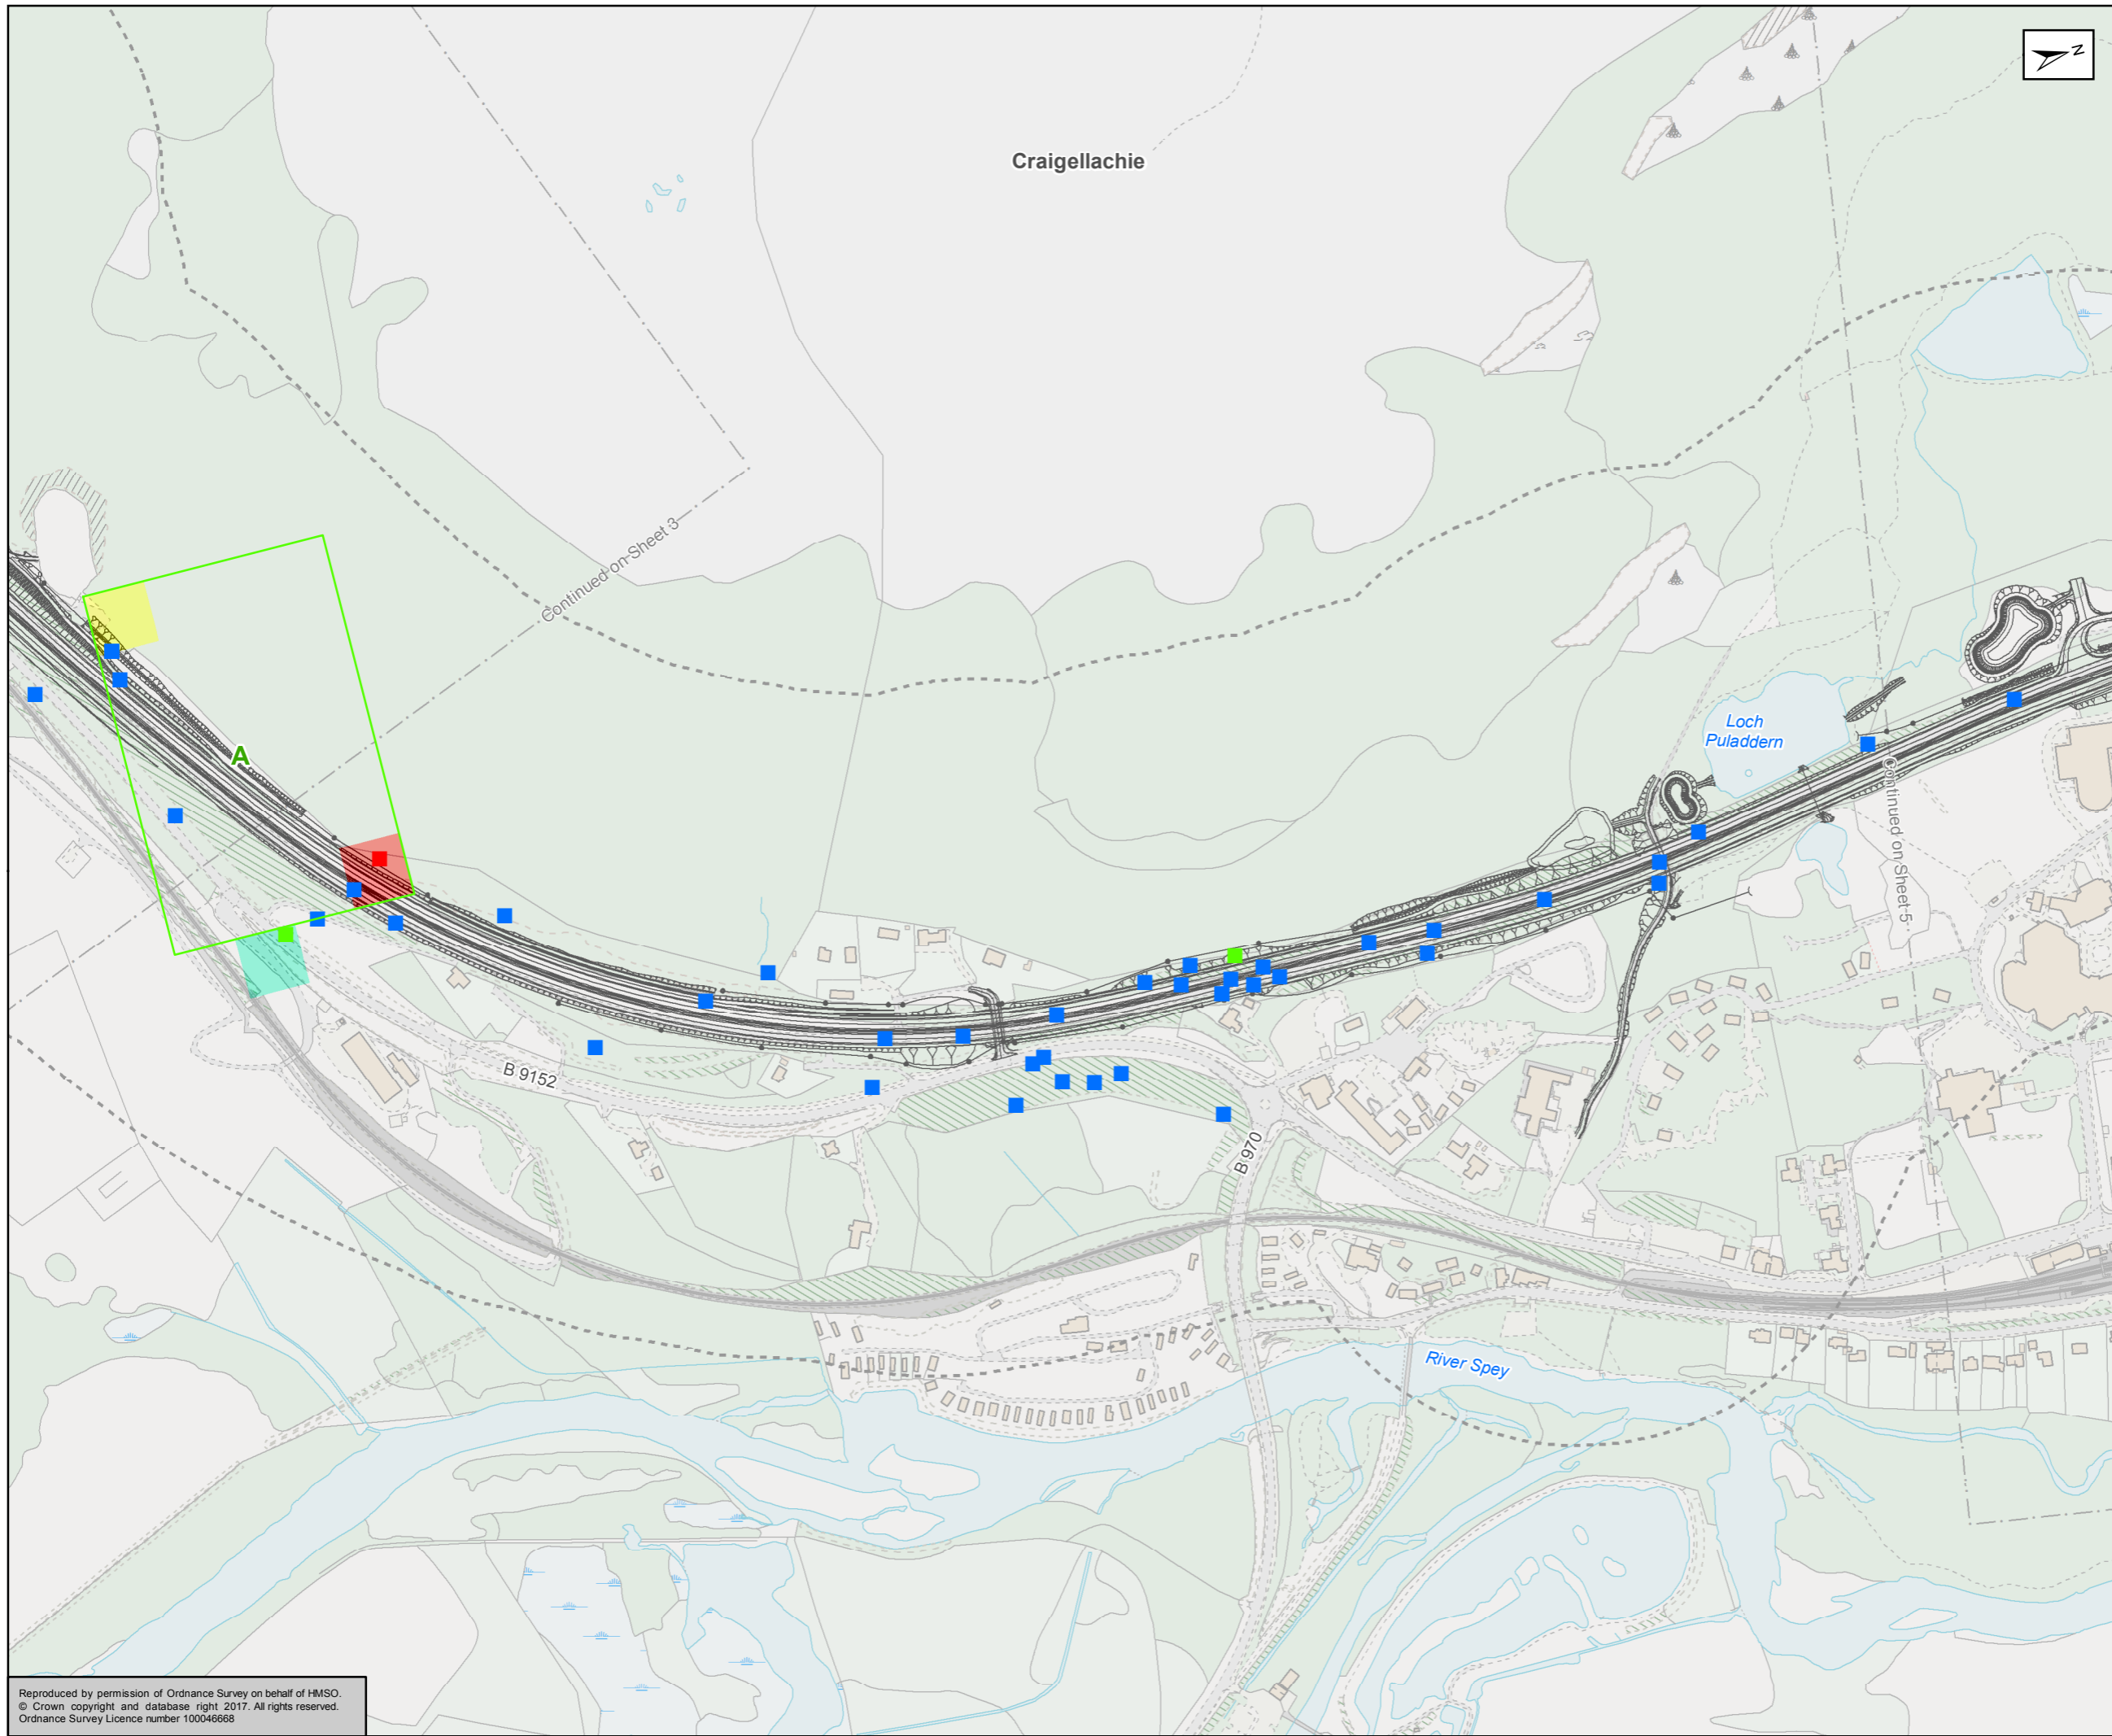 N
Craigellachie
Continued on Sheet 3
A
Loch
Puladdern
Continued on Sheet 5
B 9152
B 970
River Spey
Reproduced by permission of Ordnance Survey on behalf of HMSO.
© Crown copyright and database right 2017. All rights reserved.
Ordnance Survey Licence number 100046668